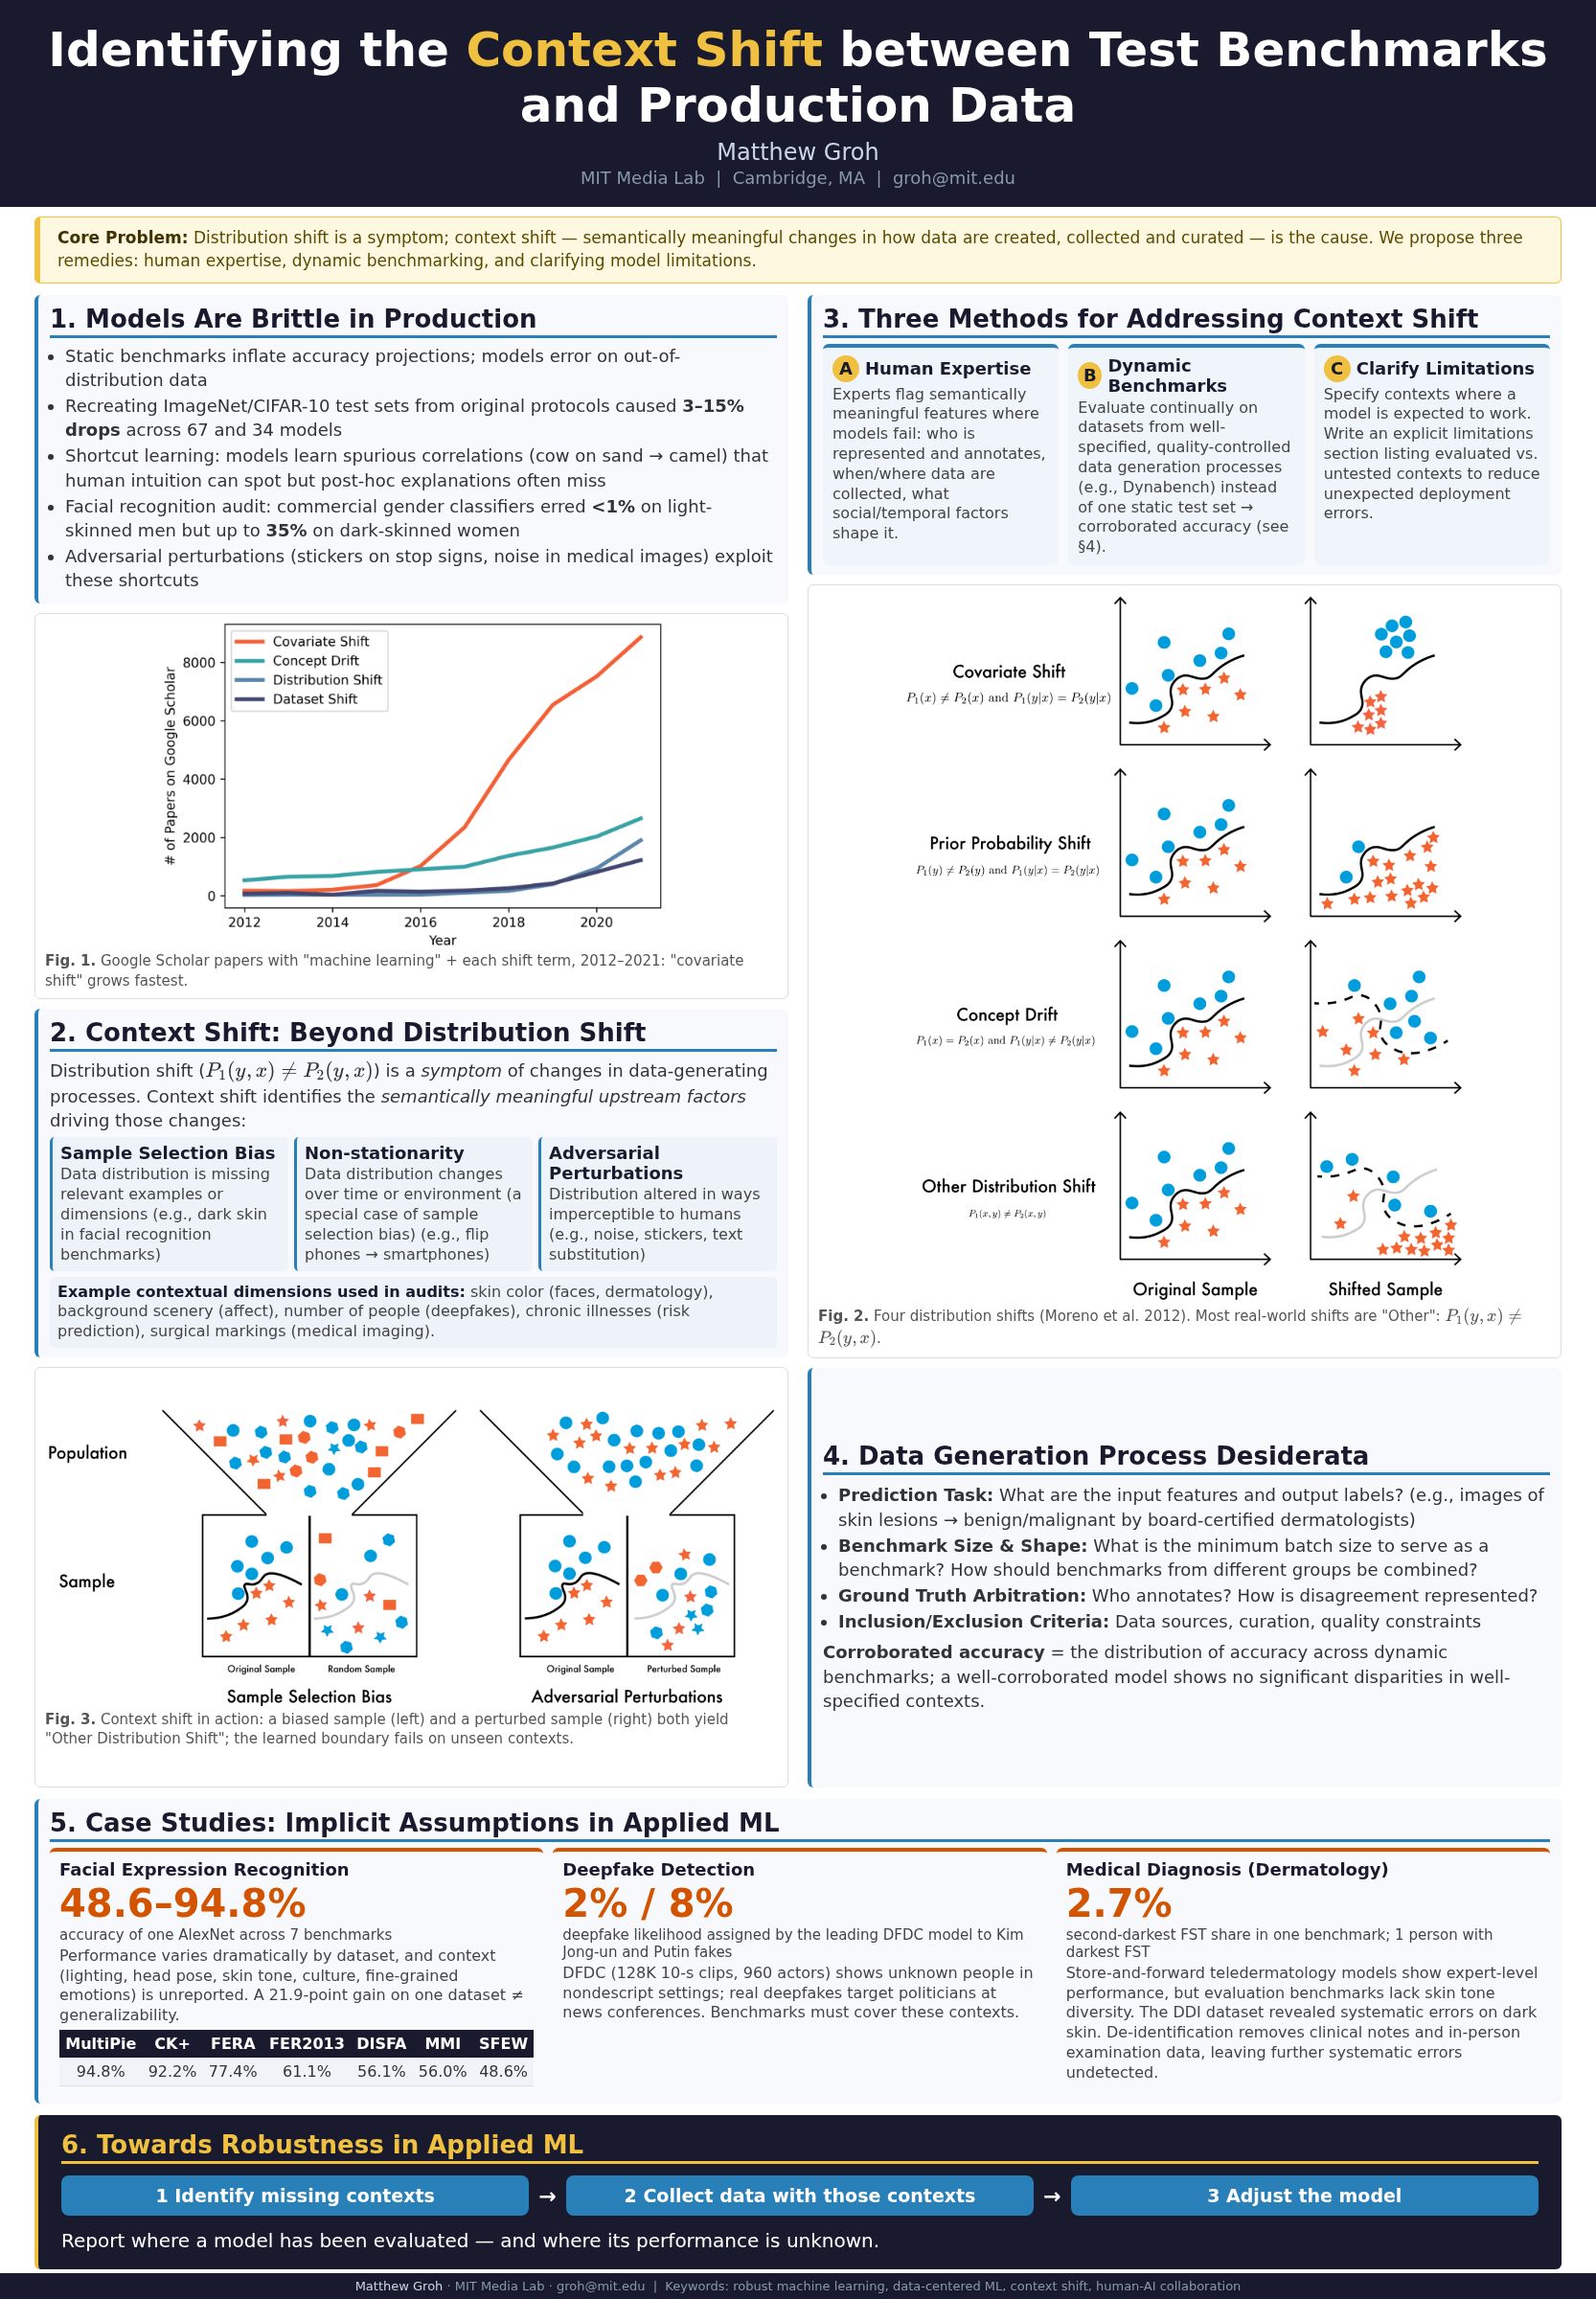 Identifying the Context Shift between Test Benchmarks
and Production Data
Matthew Groh
MIT Media Lab | Cambridge, MA | groh@mit.edu
Core Problem: Distribution shift is a symptom; context shift — semantically meaningful changes in how data are created, collected and curated — is the cause. We propose three
remedies: human expertise, dynamic benchmarking, and clarifying model limitations.
1. Models Are Brittle in Production
• Static benchmarks inflate accuracy projections; models error on out-of-
distribution data
• Recreating ImageNet/CIFAR-10 test sets from original protocols caused 3–15%
drops across 67 and 34 models
• Shortcut learning: models learn spurious correlations (cow on sand → camel) that
human intuition can spot but post-hoc explanations often miss
• Facial recognition audit: commercial gender classifiers erred <1% on light-
skinned men but up to 35% on dark-skinned women
• Adversarial perturbations (stickers on stop signs, noise in medical images) exploit
these shortcuts
Covariate Shift
Concept Drift
Distribution Shift
Dataset Shift
# of Papers on Google Scholar
8000
6000
4000
2000
0
2012 2014 2016 2018 2020
Year
Fig. 1. Google Scholar papers with "machine learning" + each shift term, 2012–2021: "covariate
shift" grows fastest.
2. Context Shift: Beyond Distribution Shift
Distribution shift (P₁(y, x) ≠ P₂(y, x)) is a symptom of changes in data-generating
processes. Context shift identifies the semantically meaningful upstream factors
driving those changes:
Sample Selection Bias
Data distribution is missing
relevant examples or
dimensions (e.g., dark skin
in facial recognition
benchmarks)
Non-stationarity
Data distribution changes
over time or environment (a
special case of sample
selection bias) (e.g., flip
phones → smartphones)
Adversarial
Perturbations
Distribution altered in ways
imperceptible to humans
(e.g., noise, stickers, text
substitution)
Example contextual dimensions used in audits: skin color (faces, dermatology),
background scenery (affect), number of people (deepfakes), chronic illnesses (risk
prediction), surgical markings (medical imaging).
Population
Sample
Original Sample Random Sample
Sample Selection Bias
Original Sample Perturbed Sample
Adversarial Perturbations
Fig. 3. Context shift in action: a biased sample (left) and a perturbed sample (right) both yield
"Other Distribution Shift"; the learned boundary fails on unseen contexts.
3. Three Methods for Addressing Context Shift
A Human Expertise
Experts flag semantically
meaningful features where
models fail: who is
represented and annotates,
when/where data are
collected, what
social/temporal factors
shape it.
B Dynamic
Benchmarks
Evaluate continually on
datasets from well-
specified, quality-controlled
data generation processes
(e.g., Dynabench) instead
of one static test set →
corroborated accuracy (see
§4).
C Clarify Limitations
Specify contexts where a
model is expected to work.
Write an explicit limitations
section listing evaluated vs.
untested contexts to reduce
unexpected deployment
errors.
Covariate Shift
P₁(x) ≠ P₂(x) and P₁(y|x) = P₂(y|x)
Prior Probability Shift
P₁(y) ≠ P₂(y) and P₁(y|x) = P₂(y|x)
Concept Drift
P₁(x) = P₂(x) and P₁(y|x) ≠ P₂(y|x)
Other Distribution Shift
P₁(x, y) ≠ P₂(x, y)
Original Sample Shifted Sample
Fig. 2. Four distribution shifts (Moreno et al. 2012). Most real-world shifts are "Other": P₁(y, x) ≠
P₂(y, x).
4. Data Generation Process Desiderata
• Prediction Task: What are the input features and output labels? (e.g., images of
skin lesions → benign/malignant by board-certified dermatologists)
• Benchmark Size & Shape: What is the minimum batch size to serve as a
benchmark? How should benchmarks from different groups be combined?
• Ground Truth Arbitration: Who annotates? How is disagreement represented?
• Inclusion/Exclusion Criteria: Data sources, curation, quality constraints
Corroborated accuracy = the distribution of accuracy across dynamic
benchmarks; a well-corroborated model shows no significant disparities in well-
specified contexts.
5. Case Studies: Implicit Assumptions in Applied ML
Facial Expression Recognition
48.6–94.8%
accuracy of one AlexNet across 7 benchmarks
Performance varies dramatically by dataset, and context
(lighting, head pose, skin tone, culture, fine-grained
emotions) is unreported. A 21.9-point gain on one dataset ≠
generalizability.
MultiPie CK+ FERA FER2013 DISFA MMI SFEW
94.8% 92.2% 77.4% 61.1% 56.1% 56.0% 48.6%
Deepfake Detection
2% / 8%
deepfake likelihood assigned by the leading DFDC model to Kim
Jong-un and Putin fakes
DFDC (128K 10-s clips, 960 actors) shows unknown people in
nondescript settings; real deepfakes target politicians at
news conferences. Benchmarks must cover these contexts.
Medical Diagnosis (Dermatology)
2.7%
second-darkest FST share in one benchmark; 1 person with
darkest FST
Store-and-forward teledermatology models show expert-level
performance, but evaluation benchmarks lack skin tone
diversity. The DDI dataset revealed systematic errors on dark
skin. De-identification removes clinical notes and in-person
examination data, leaving further systematic errors
undetected.
6. Towards Robustness in Applied ML
1 Identify missing contexts → 2 Collect data with those contexts → 3 Adjust the model
Report where a model has been evaluated — and where its performance is unknown.
Matthew Groh · MIT Media Lab · groh@mit.edu | Keywords: robust machine learning, data-centered ML, context shift, human-AI collaboration